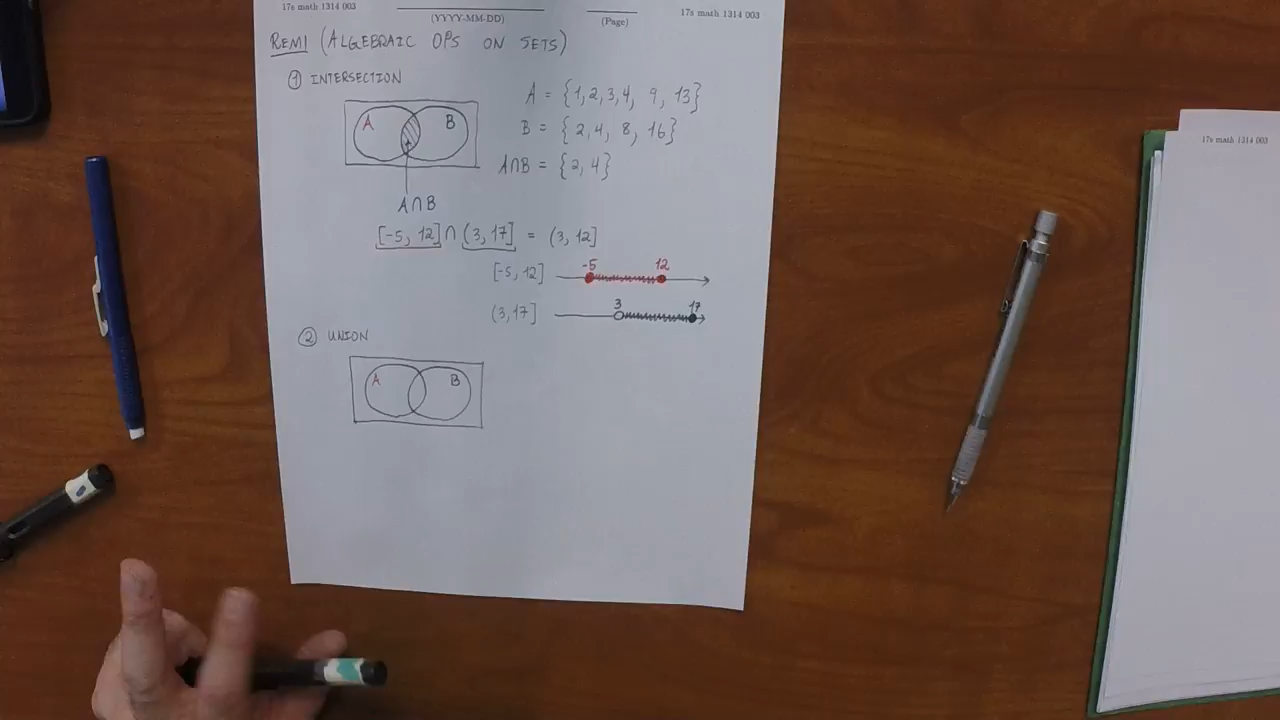 17s math 1314 003
(YYYY-MM-DD)
(Page)
17s math 1314 003
REM1 (ALGEBRAIC OPS ON SETS)
① INTERSECTION
A B
A∩B
A = {1,2,3,4, 9, 13}
B = {2,4, 8, 16}
A∩B = {2,4}
[-5, 12] ∩ (3,17] = (3,12]
[-5, 12] -5 12
(3,17] 3 17
② UNION
A B
17s math 1314 003